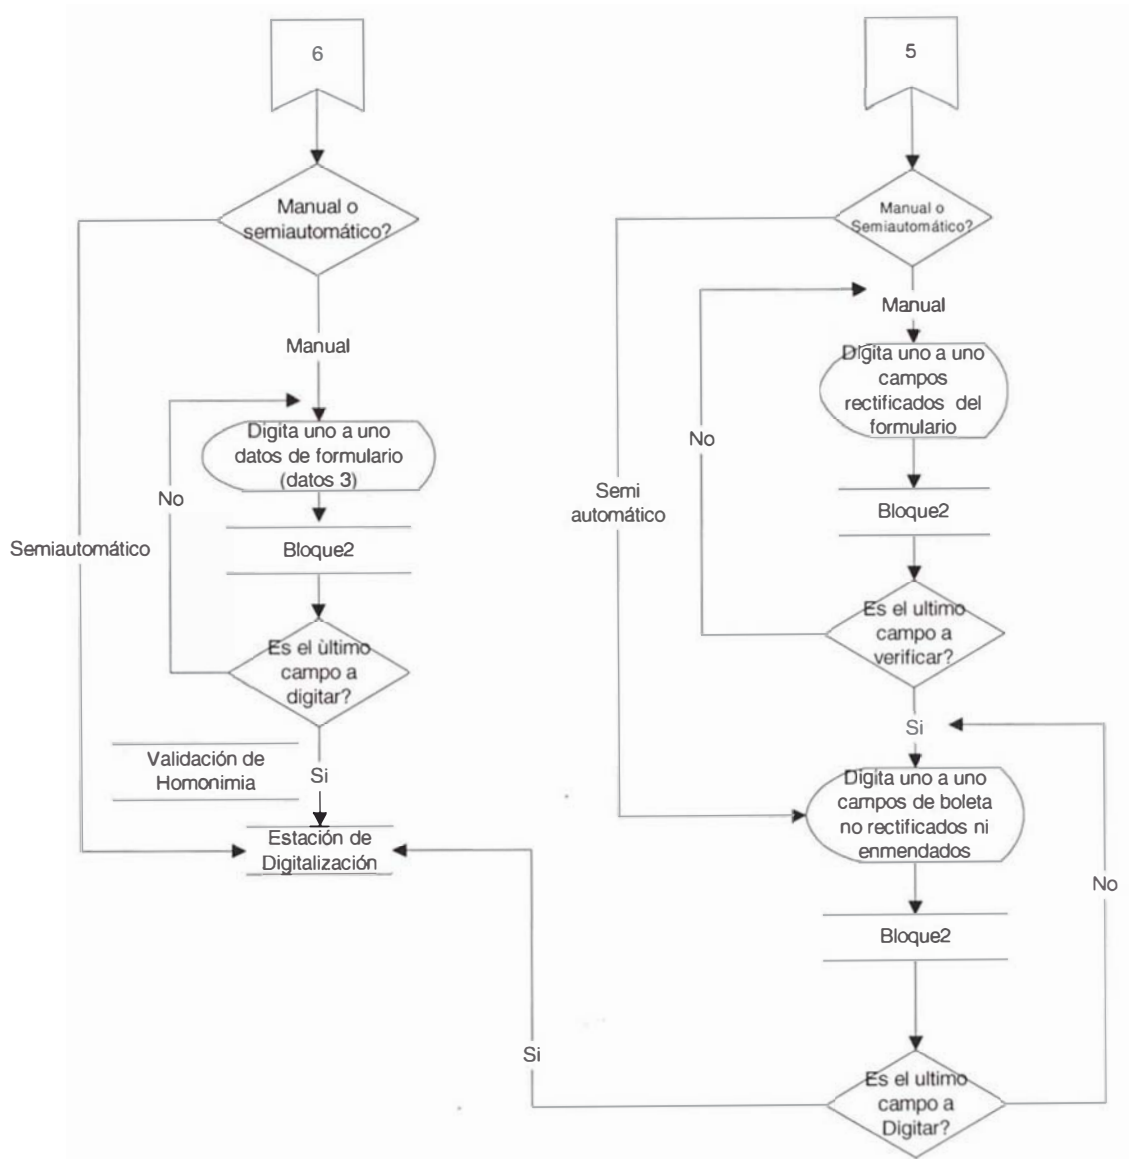 6
Manual o
semiautomático?
Manual
Digita uno a uno
datos de formulario
(datos 3)
No
Semiautomático
Bloque2
Es el ùltimo
campo a
digitar?
Validación de
Homonimia
Si
Estación de
Digitalización
5
Manual o
Semiautomático?
Manual
Digita uno a uno
campos
rectificados del
formulario
No
Semi
automático
Bloque2
Es el ultimo
campo a
verificar?
Si
Digita uno a uno
campos de boleta
no rectificados ni
enmendados
No
Bloque2
Si
Es el ultimo
campo a
Digitar?